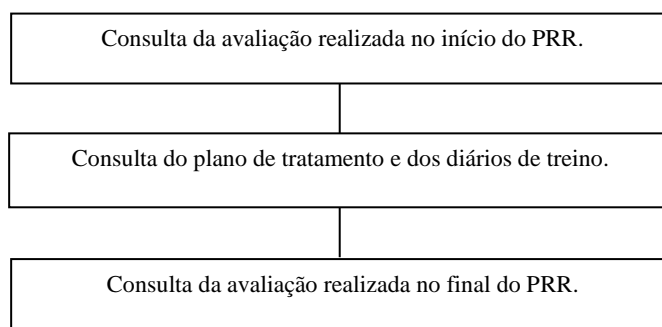 Consulta da avaliação realizada no início do PRR.
Consulta do plano de tratamento e dos diários de treino.
Consulta da avaliação realizada no final do PRR.